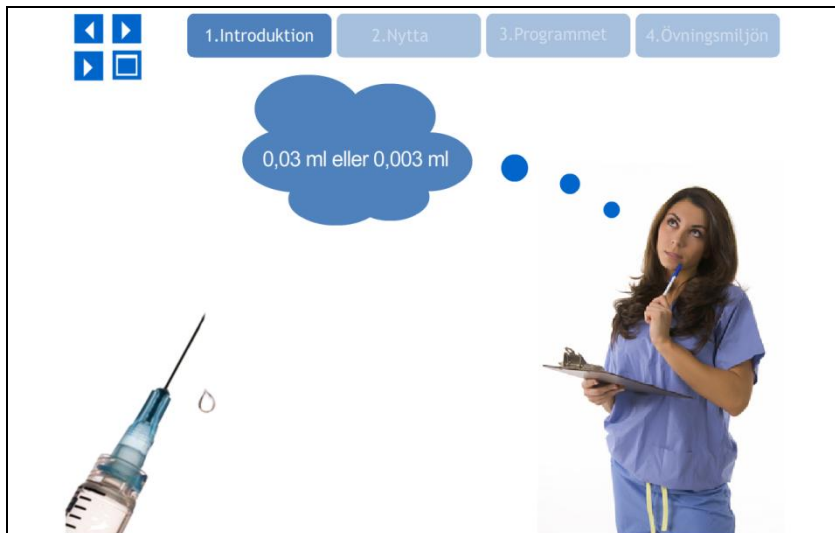 1.Introduktion
2.Nytta
3.Programmet
4.Övningsmiljön
0,03 ml eller 0,003 ml